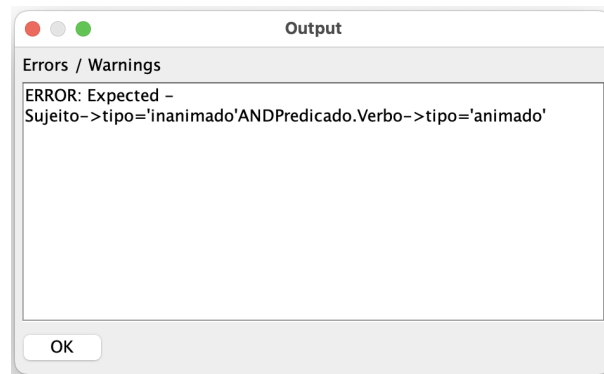 Output
Errors / Warnings
ERROR: Expected –
Sujeito–>tipo='inanimado'ANDPredicado.Verbo–>tipo='animado'
OK